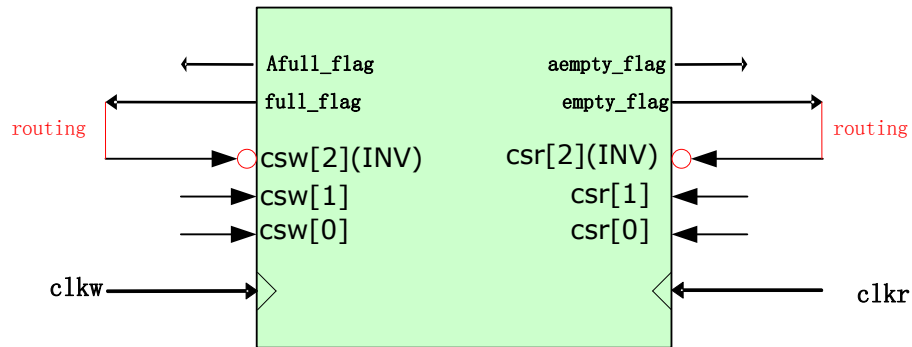 Afull_flag aempty_flag
full_flag empty_flag
routing routing
csw[2](INV) csr[2](INV)
csw[1] csr[1]
csw[0] csr[0]
clkw clkr